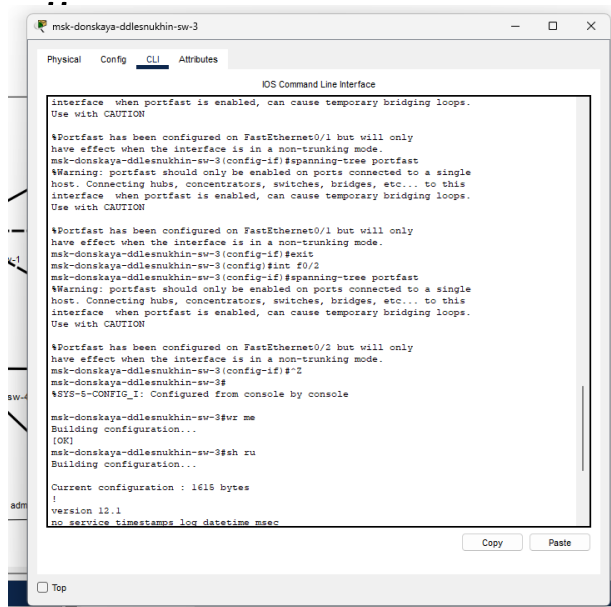 msk-donskaya-ddlesnukhin-sw-3
Physical Config CLI Attributes
IOS Command Line Interface
interface when portfast is enabled, can cause temporary bridging loops.
Use with CAUTION
%Portfast has been configured on FastEthernet0/1 but will only
have effect when the interface is in a non-trunking mode.
msk-donskaya-ddlesnukhin-sw-3(config-if)#spanning-tree portfast
%Warning: portfast should only be enabled on ports connected to a single
host. Connecting hubs, concentrators, switches, bridges, etc... to this
interface when portfast is enabled, can cause temporary bridging loops.
Use with CAUTION
%Portfast has been configured on FastEthernet0/1 but will only
have effect when the interface is in a non-trunking mode.
msk-donskaya-ddlesnukhin-sw-3(config-if)#exit
msk-donskaya-ddlesnukhin-sw-3(config)#int f0/2
msk-donskaya-ddlesnukhin-sw-3(config-if)#spanning-tree portfast
%Warning: portfast should only be enabled on ports connected to a single
host. Connecting hubs, concentrators, switches, bridges, etc... to this
interface when portfast is enabled, can cause temporary bridging loops.
Use with CAUTION
%Portfast has been configured on FastEthernet0/2 but will only
have effect when the interface is in a non-trunking mode.
msk-donskaya-ddlesnukhin-sw-3(config-if)#^Z
msk-donskaya-ddlesnukhin-sw-3#
%SYS-5-CONFIG_I: Configured from console by console
msk-donskaya-ddlesnukhin-sw-3#wr me
Building configuration...
[OK]
msk-donskaya-ddlesnukhin-sw-3#sh ru
Building configuration...
Current configuration : 1615 bytes
!
version 12.1
no service timestamps log datetime msec
Copy Paste
Top
adm